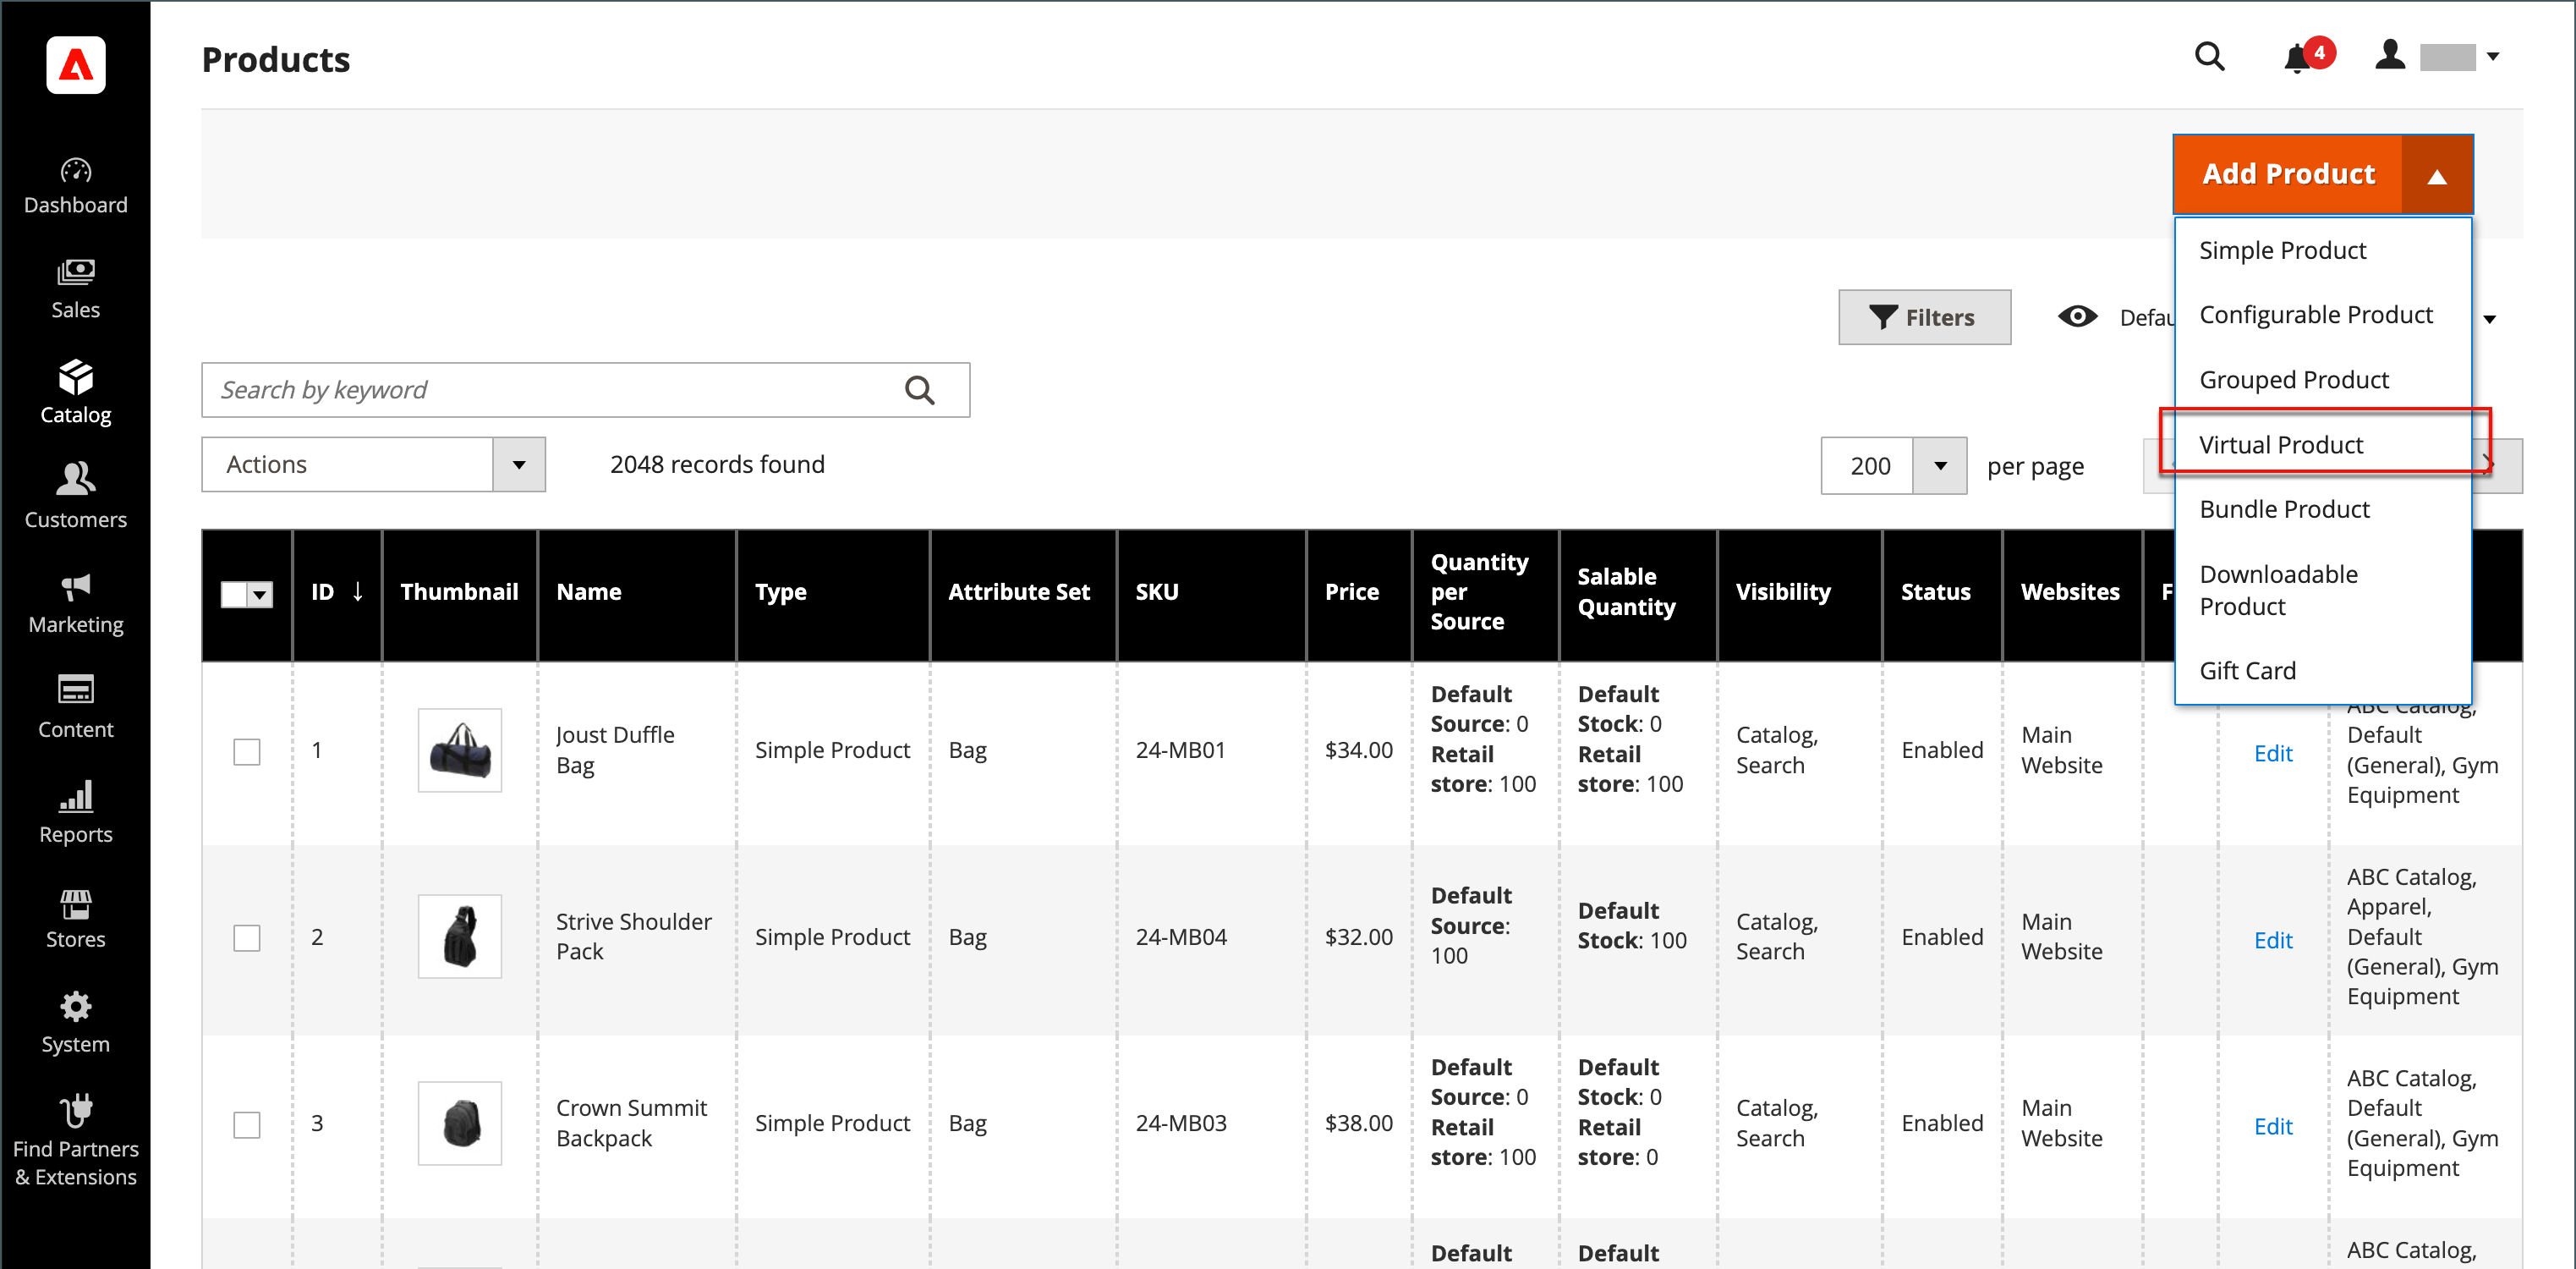 Products
4
Add Product
Simple Product
Configurable Product
Grouped Product
Virtual Product
Bundle Product
Downloadable
Product
Gift Card
Dashboard
Sales
Catalog
Customers
Marketing
Content
Reports
Stores
System
Find Partners
& Extensions
Filters
Defau
Search by keyword
Actions
2048 records found
200
per page
ID
Thumbnail
Name
Type
Attribute Set
SKU
Price
Quantity
per
Source
Salable
Quantity
Visibility
Status
Websites
1
Joust Duffle
Bag
Simple Product
Bag
24-MB01
$34.00
Default
Source: 0
Retail
store: 100
Default
Stock: 0
Retail
store: 100
Catalog,
Search
Enabled
Main
Website
Edit
ABC Catalog,
Default
(General), Gym
Equipment
2
Strive Shoulder
Pack
Simple Product
Bag
24-MB04
$32.00
Default
Source:
100
Default
Stock: 100
Catalog,
Search
Enabled
Main
Website
Edit
ABC Catalog,
Apparel,
Default
(General), Gym
Equipment
3
Crown Summit
Backpack
Simple Product
Bag
24-MB03
$38.00
Default
Source: 0
Retail
store: 100
Default
Stock: 0
Retail
store: 0
Catalog,
Search
Enabled
Main
Website
Edit
ABC Catalog,
Default
(General), Gym
Equipment
Default
Default
ABC Catalog,